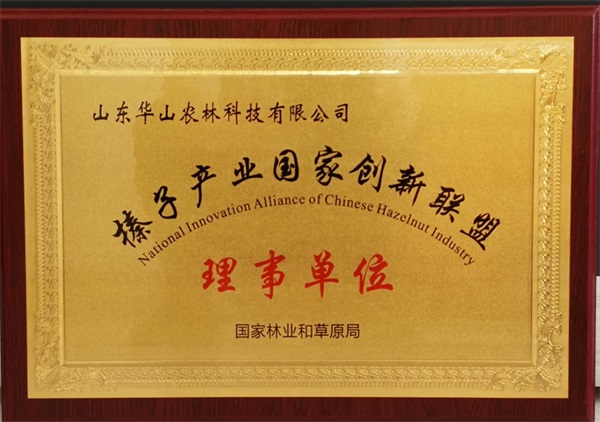 山东华山农林科技有限公司
榛子产业国家创新联盟
National Innovation Alliance of Chinese Hazelnut Industry
理事单位
国家林业和草原局